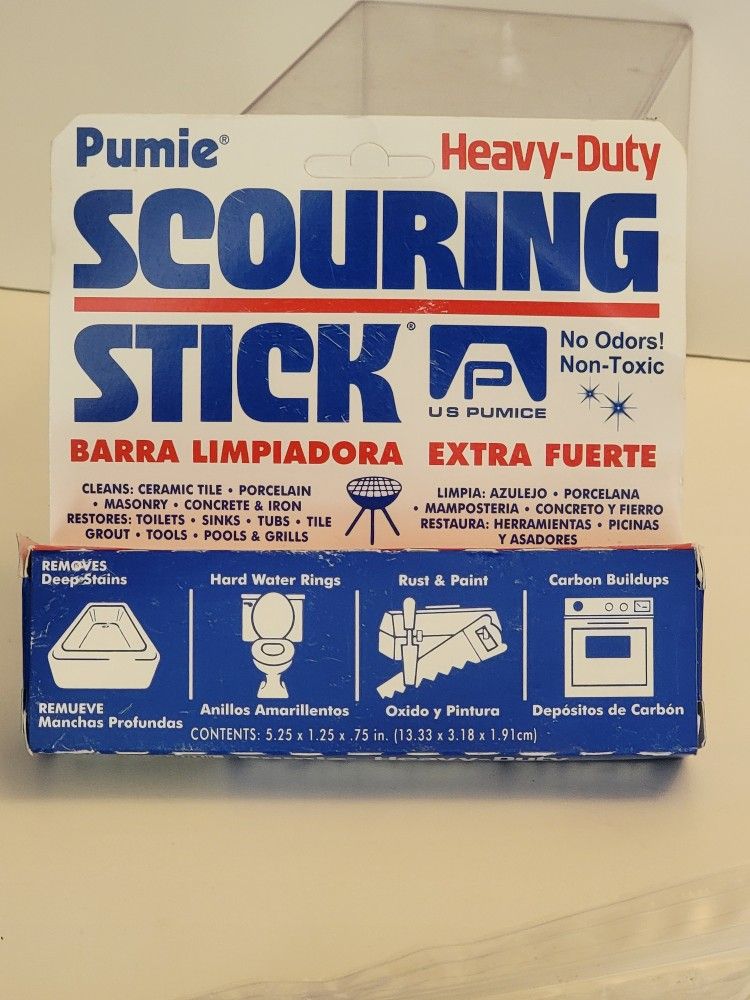 Pumie®
Heavy-Duty
SCOURING
STICK®
US PUMICE
No Odors!
Non-Toxic
BARRA LIMPIADORA EXTRA FUERTE
CLEANS: CERAMIC TILE • PORCELAIN
• MASONRY • CONCRETE & IRON
RESTORES: TOILETS • SINKS • TUBS • TILE
GROUT • TOOLS • POOLS & GRILLS
LIMPIA: AZULEJO • PORCELANA
• MAMPOSTERIA • CONCRETO Y FIERRO
RESTAURA: HERRAMIENTAS • PICINAS
Y ASADORES
REMOVES
Deep Stains
Hard Water Rings
Rust & Paint
Carbon Buildups
REMUEVE
Manchas Profundas
Anillos Amarillentos
Oxido y Pintura
Depósitos de Carbón
CONTENTS: 5.25 x 1.25 x .75 in. (13.33 x 3.18 x 1.91cm)